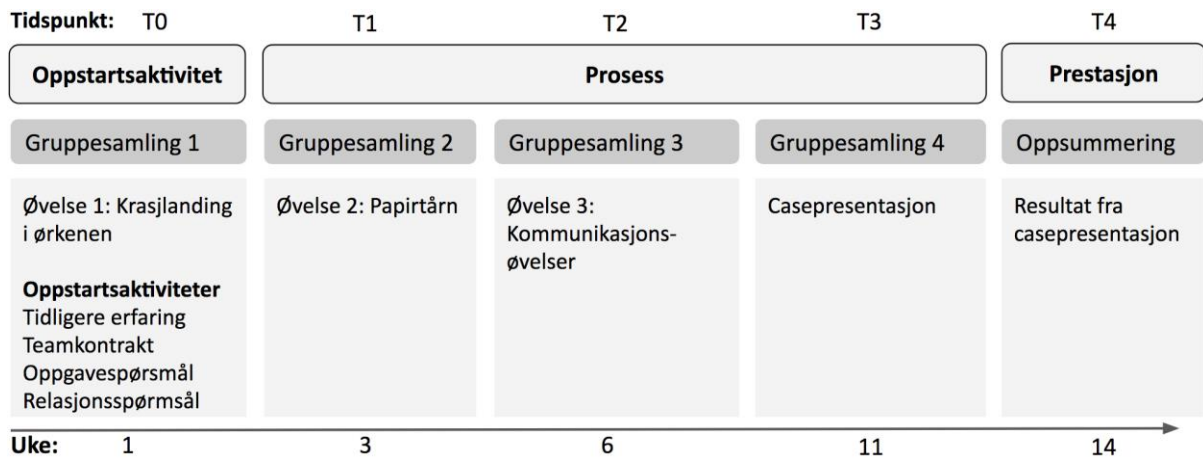 Tidspunkt: T0 T1 T2 T3 T4
Oppstartsaktivitet Prosess Prestasjon
Gruppesamling 1 Gruppesamling 2 Gruppesamling 3 Gruppesamling 4 Oppsummering
Øvelse 1: Krasjlanding
i ørkenen
Oppstartsaktiviteter
Tidligere erfaring
Teamkontrakt
Oppgavespørsmål
Relasjonsspørmsål
Øvelse 2: Papirtårn
Øvelse 3:
Kommunikasjons-
øvelser
Casepresentasjon
Resultat fra
casepresentasjon
Uke: 1 3 6 11 14